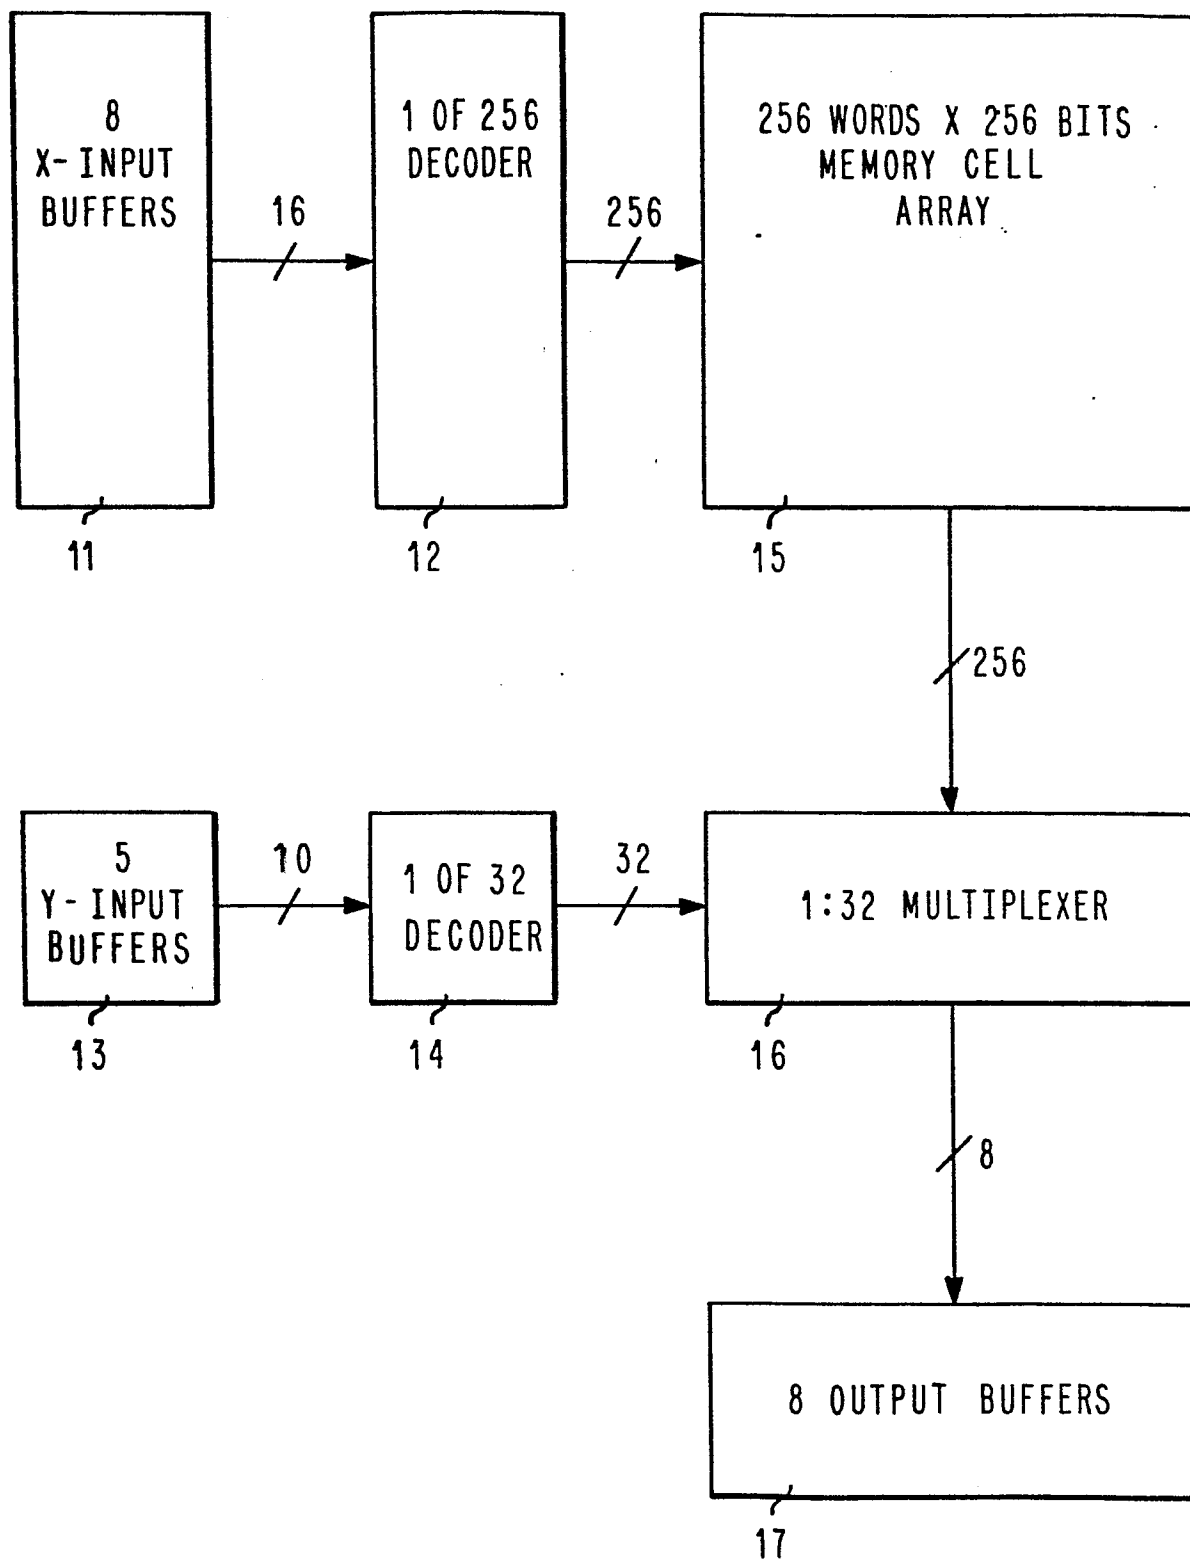 8
X-INPUT
BUFFERS
16
1 OF 256
DECODER
256
256 WORDS X 256 BITS
MEMORY CELL
ARRAY
11
12
15
256
5
Y-INPUT
BUFFERS
10
1 OF 32
DECODER
32
1:32 MULTIPLEXER
13
14
16
8
8 OUTPUT BUFFERS
17